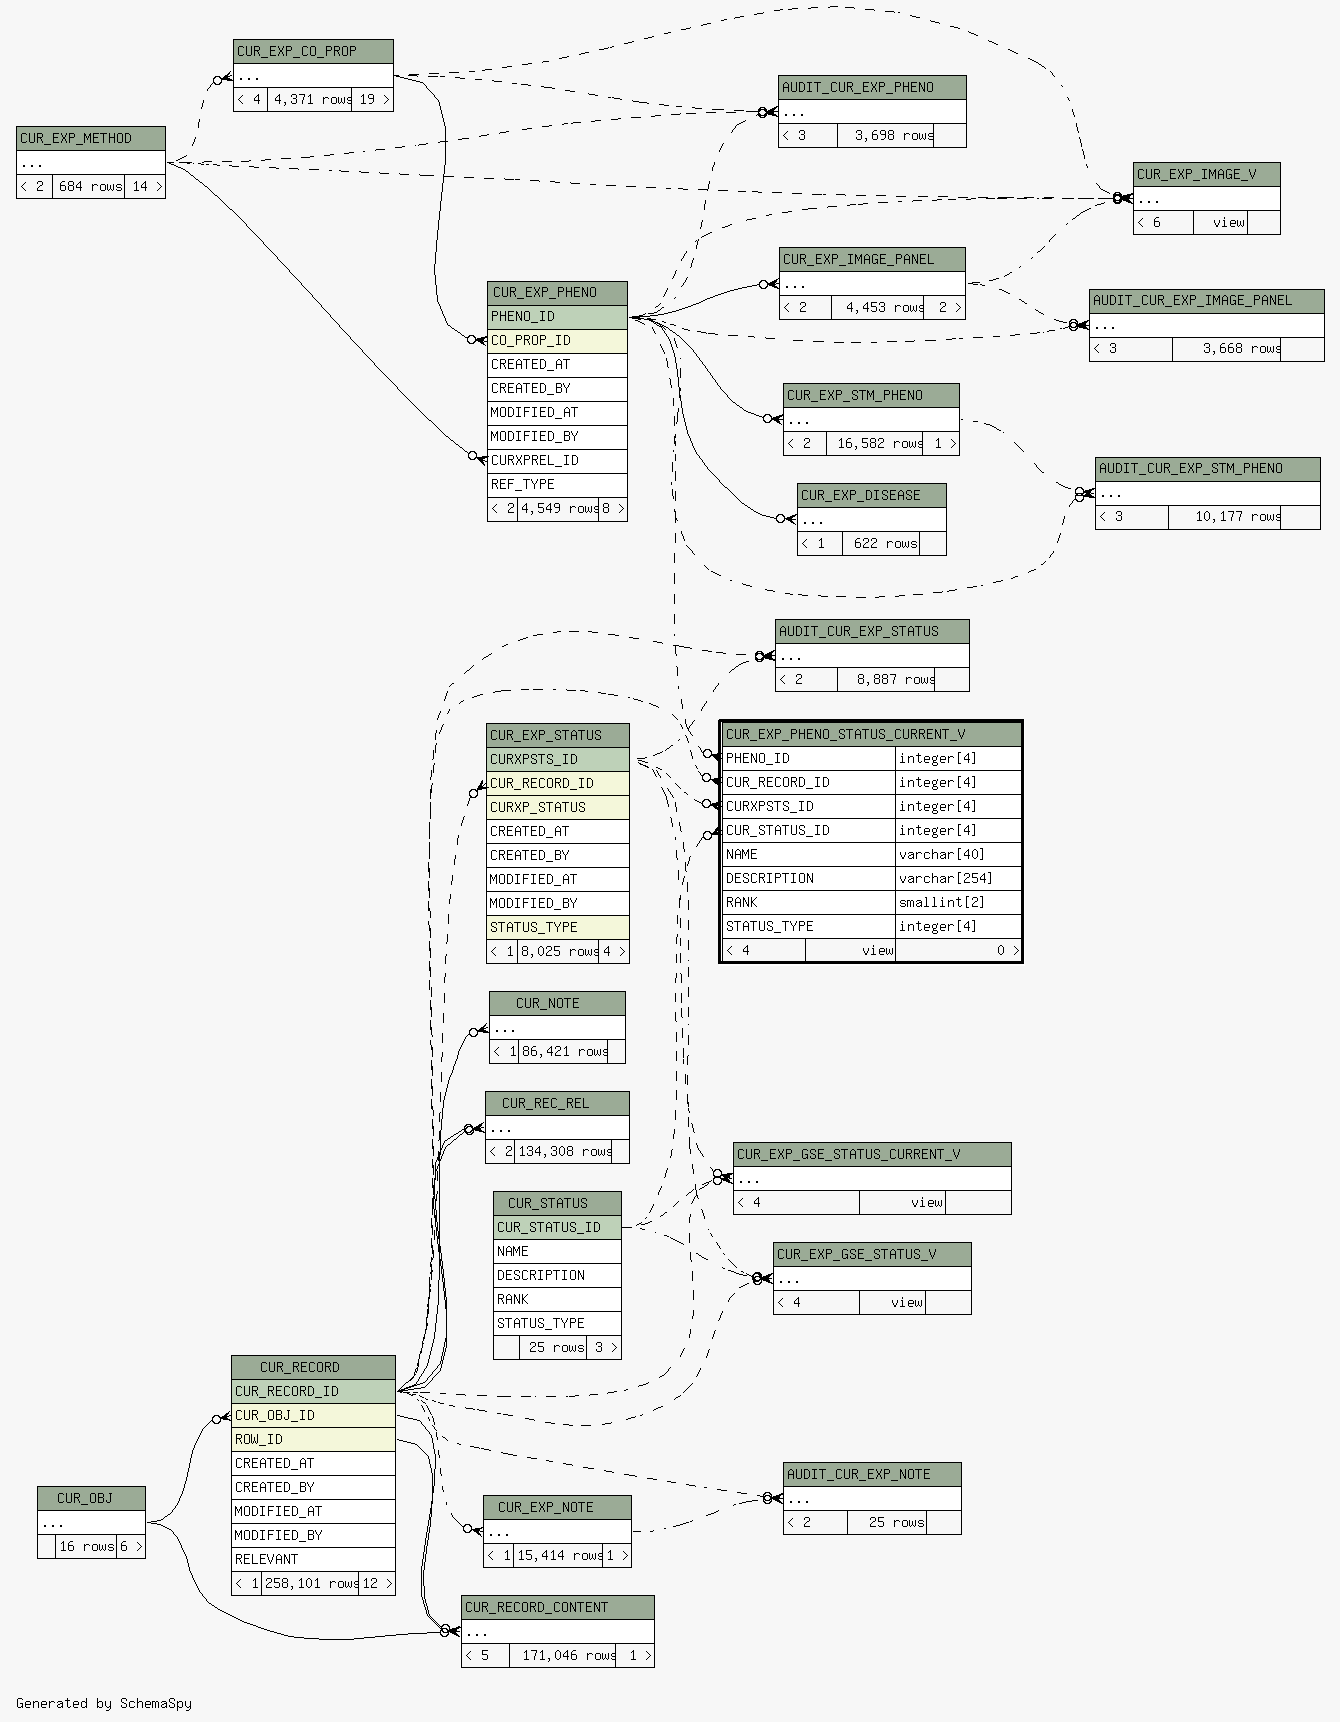 CUR_EXP_CO_PROP
...
< 4 4,371 rows 19 >
AUDIT_CUR_EXP_PHENO
...
< 3 3,698 rows
CUR_EXP_METHOD
...
< 2 684 rows 14 >
CUR_EXP_IMAGE_V
...
< 6 view
CUR_EXP_IMAGE_PANEL
...
< 2 4,453 rows 2 >
AUDIT_CUR_EXP_IMAGE_PANEL
...
< 3 3,668 rows
CUR_EXP_PHENO
PHENO_ID
CO_PROP_ID
CREATED_AT
CREATED_BY
MODIFIED_AT
MODIFIED_BY
CURXPREL_ID
REF_TYPE
< 2 4,549 rows 8 >
CUR_EXP_STM_PHENO
...
< 2 16,582 rows 1 >
AUDIT_CUR_EXP_STM_PHENO
...
< 3 10,177 rows
CUR_EXP_DISEASE
...
< 1 622 rows
AUDIT_CUR_EXP_STATUS
...
< 2 8,887 rows
CUR_EXP_STATUS
CURXPSTS_ID
CUR_RECORD_ID
CURXP_STATUS
CREATED_AT
CREATED_BY
MODIFIED_AT
MODIFIED_BY
STATUS_TYPE
< 1 8,025 rows 4 >
CUR_EXP_PHENO_STATUS_CURRENT_V
PHENO_ID integer[4]
CUR_RECORD_ID integer[4]
CURXPSTS_ID integer[4]
CUR_STATUS_ID integer[4]
NAME varchar[40]
DESCRIPTION varchar[254]
RANK smallint[2]
STATUS_TYPE integer[4]
< 4 view 0 >
CUR_NOTE
...
< 1 86,421 rows
CUR_REC_REL
...
< 2 134,308 rows
CUR_EXP_GSE_STATUS_CURRENT_V
...
< 4 view
CUR_STATUS
CUR_STATUS_ID
NAME
DESCRIPTION
RANK
STATUS_TYPE
25 rows 3 >
CUR_EXP_GSE_STATUS_V
...
< 4 view
CUR_RECORD
CUR_RECORD_ID
CUR_OBJ_ID
ROW_ID
CREATED_AT
CREATED_BY
MODIFIED_AT
MODIFIED_BY
RELEVANT
< 1 258,101 rows 12 >
AUDIT_CUR_EXP_NOTE
...
< 2 25 rows
CUR_OBJ
...
16 rows 6 >
CUR_EXP_NOTE
...
< 1 15,414 rows 1 >
CUR_RECORD_CONTENT
...
< 5 171,046 rows 1 >
Generated by SchemaSpy